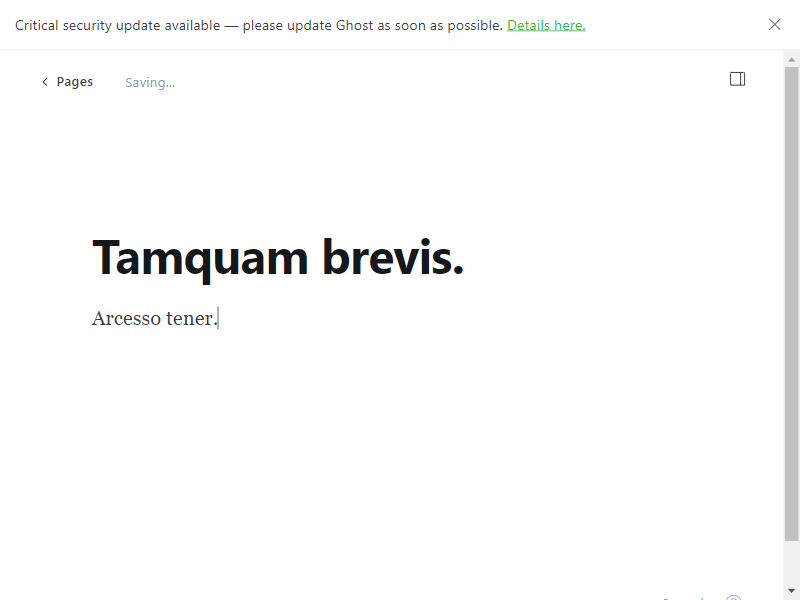 Critical security update available — please update Ghost as soon as possible. Details here.
Pages
Saving...
Tamquam brevis.
Arcesso tener.